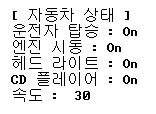 [ 자동차 상태 ]
운전자 탑승 : On
엔진 시동 : On
헤드 라이트 : On
CD 플레이어 : On
속도 : 30